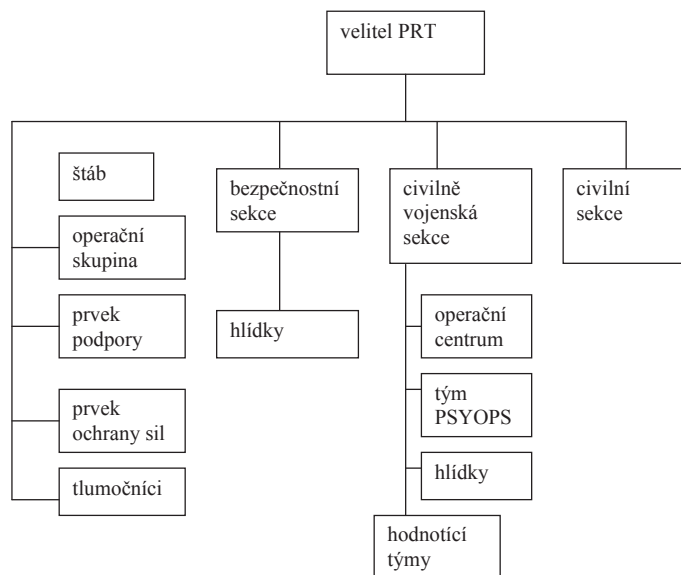 velitel PRT
štáb
operační
skupina
prvek
podpory
prvek
ochrany sil
tlumočníci
bezpečnostní
sekce
hlídky
civilně
vojenská
sekce
operační
centrum
tým
PSYOPS
hlídky
hodnotící
týmy
civilní
sekce